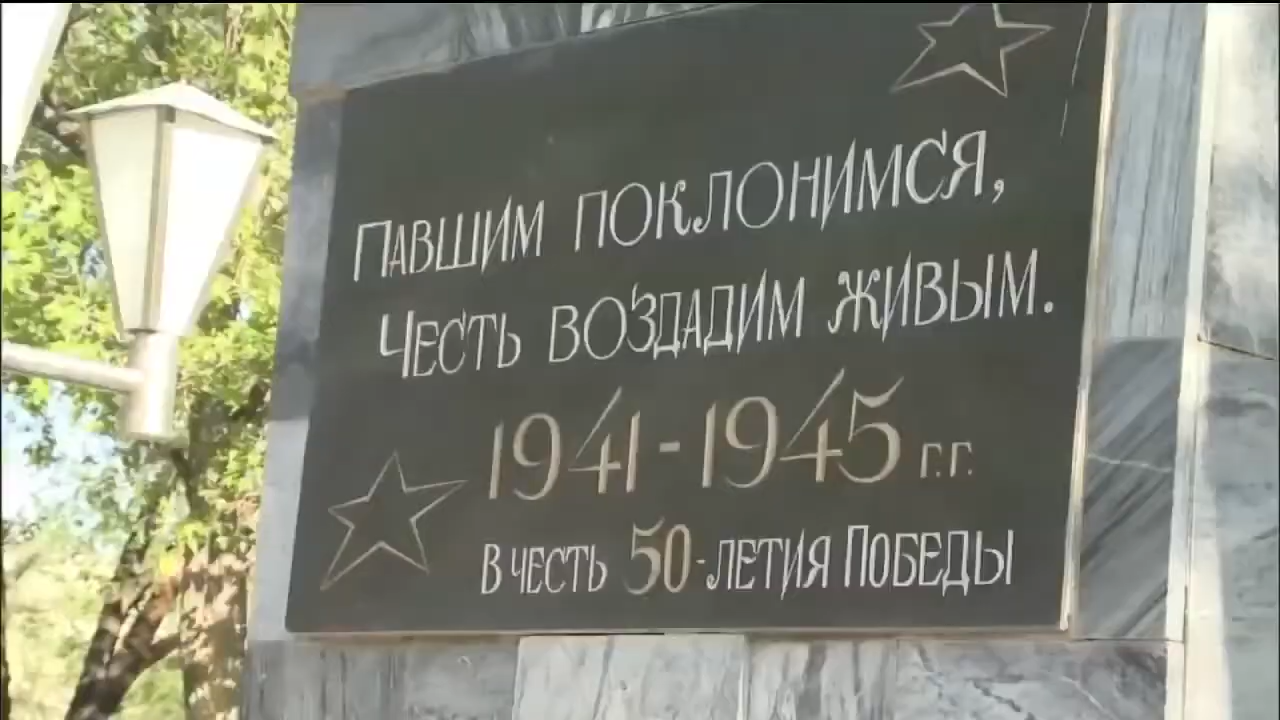 ПАВШИМ ПОКЛОНИМСЯ,
ЧЕСТЬ ВОЗДАДИМ ЖИВЫМ.
1941-1945 г.г.
В ЧЕСТЬ 50-ЛЕТИЯ ПОБЕДЫ